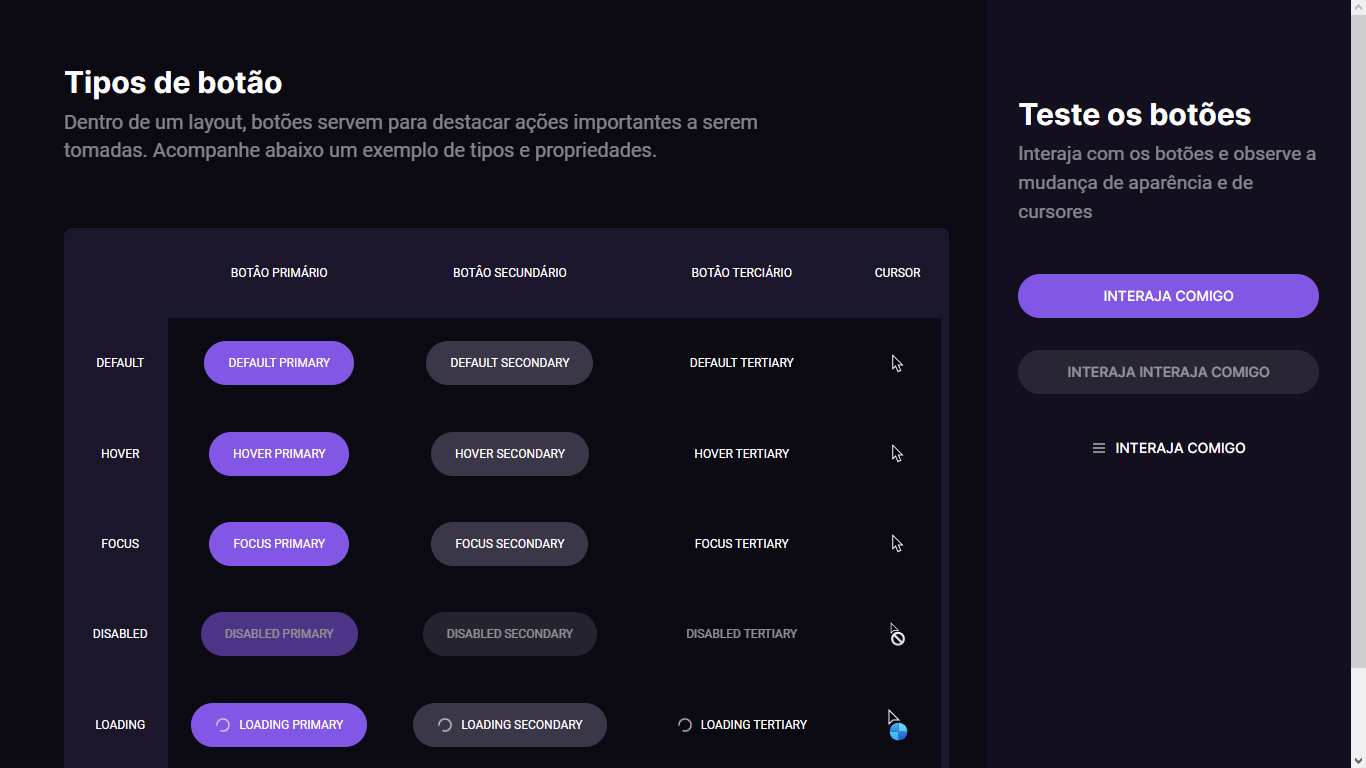 Tipos de botão
Dentro de um layout, botões servem para destacar ações importantes a serem
tomadas. Acompanhe abaixo um exemplo de tipos e propriedades.
BOTÃO PRIMÁRIO BOTÃO SECUNDÁRIO BOTÃO TERCIÁRIO CURSOR
DEFAULT DEFAULT PRIMARY DEFAULT SECONDARY DEFAULT TERTIARY
HOVER HOVER PRIMARY HOVER SECONDARY HOVER TERTIARY
FOCUS FOCUS PRIMARY FOCUS SECONDARY FOCUS TERTIARY
DISABLED DISABLED PRIMARY DISABLED SECONDARY DISABLED TERTIARY
LOADING LOADING PRIMARY LOADING SECONDARY LOADING TERTIARY
Teste os botões
Interaja com os botões e observe a
mudança de aparência e de
cursores
INTERAJA COMIGO
INTERAJA INTERAJA COMIGO
INTERAJA COMIGO